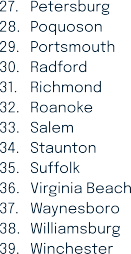 27. Petersburg
28. Poquoson
29. Portsmouth
30. Radford
31. Richmond
32. Roanoke
33. Salem
34. Staunton
35. Suffolk
36. Virginia Beach
37. Waynesboro
38. Williamsburg
39. Winchester